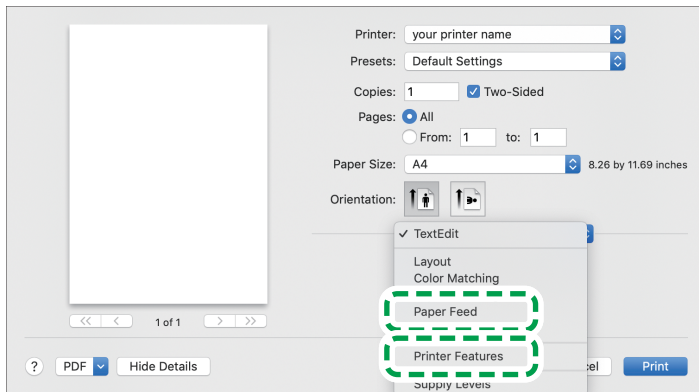 Printer: your printer name
Presets: Default Settings
Copies: 1 Two-Sided
Pages: All
From: 1 to: 1
Paper Size: A4 8.26 by 11.69 inches
Orientation:
TextEdit
Layout
Color Matching
Paper Feed
Printer Features
Supply Levels
<< < 1 of 1 > >>
? PDF Hide Details Print